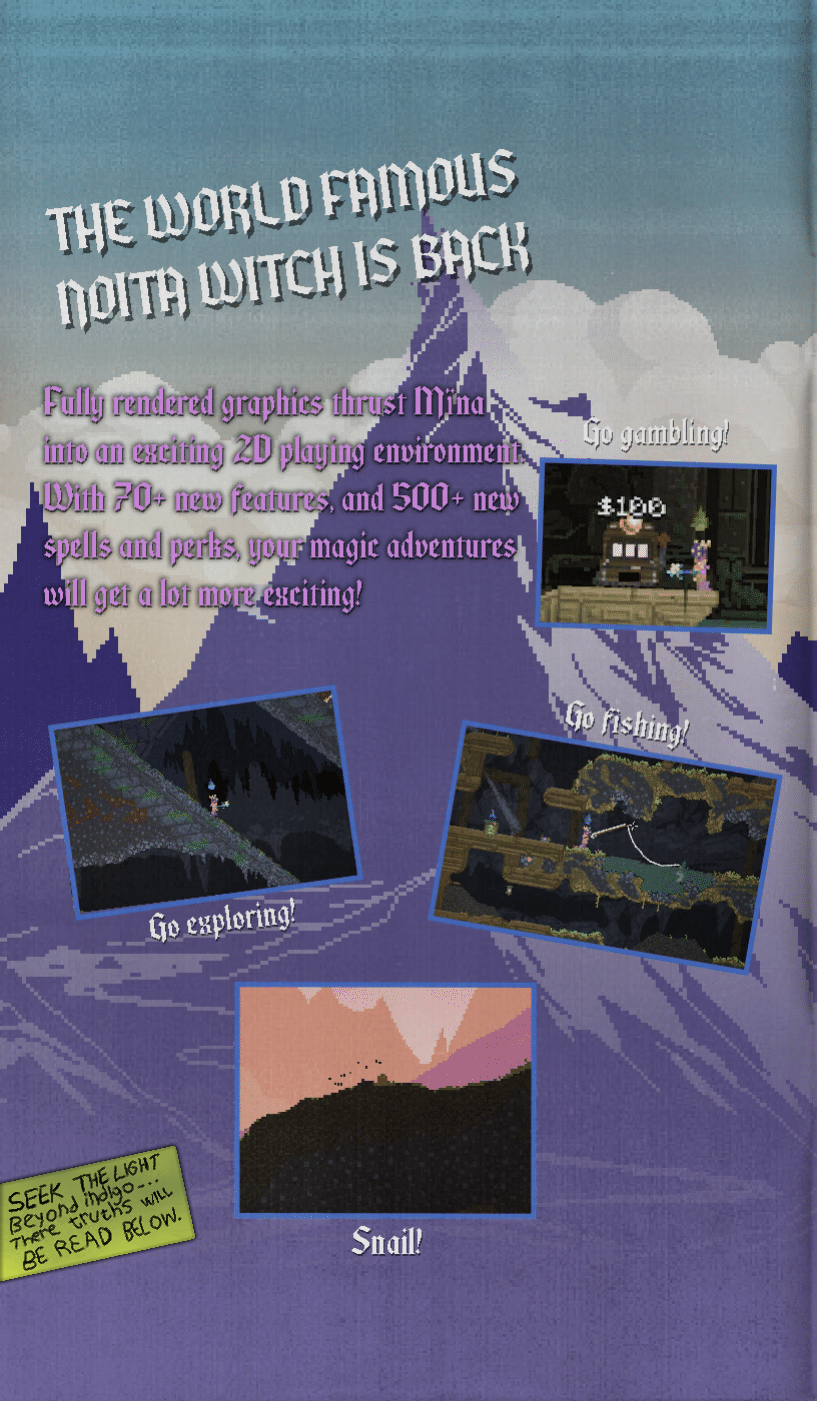 THE WORLD FAMOUS
NOITA WITCH IS BACK
Fully rendered graphics thrust Mina
into an exciting 2D playing environment.
With 70+ new features, and 500+ new
spells and perks, your magic adventures
will get a lot more exciting!
Go gambling!
$100
Go fishing!
Go exploring!
Snail!
SEEK THE LIGHT
Beyond indigo...
There truths will
BE READ BELOW.